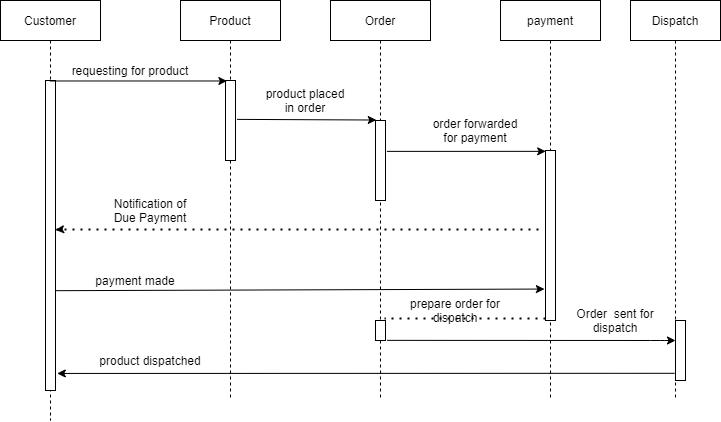 Customer
Product
Order
payment
Dispatch
requesting for product
product placed
in order
order forwarded
for payment
Notification of
Due Payment
payment made
prepare order for
dispatch
Order sent for
dispatch
product dispatched